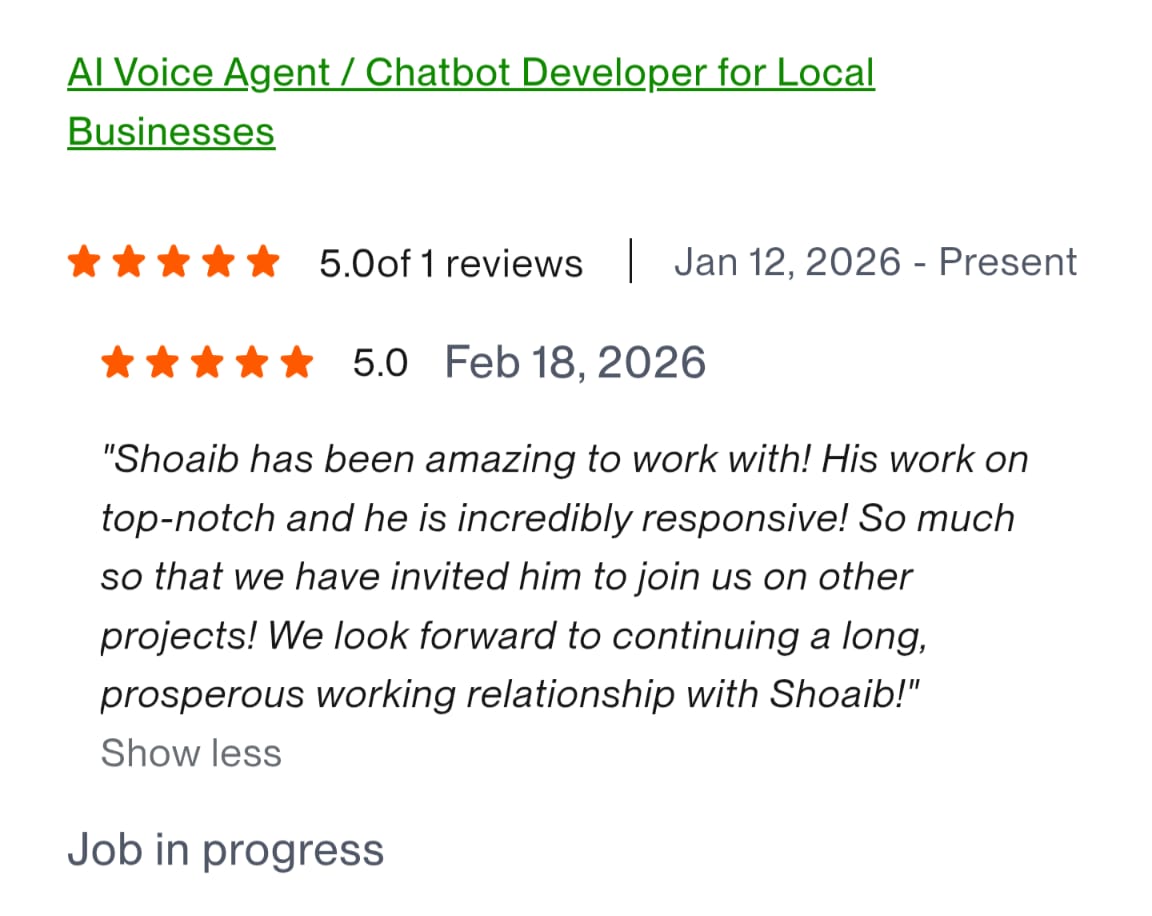 AI Voice Agent / Chatbot Developer for Local
Businesses
5.0of 1 reviews | Jan 12, 2026 - Present
5.0 Feb 18, 2026
"Shoaib has been amazing to work with! His work on
top-notch and he is incredibly responsive! So much
so that we have invited him to join us on other
projects! We look forward to continuing a long,
prosperous working relationship with Shoaib!"
Show less
Job in progress